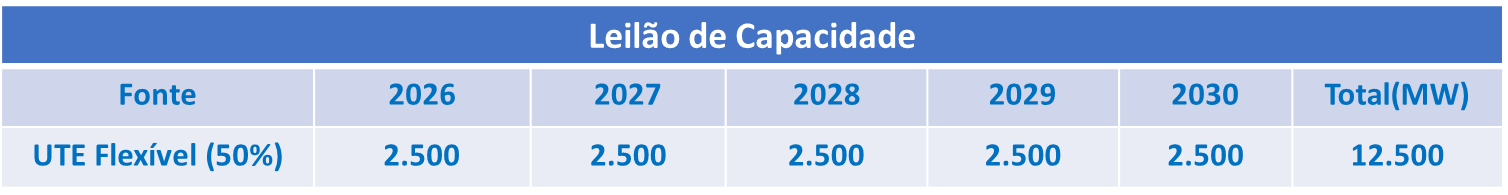 Leilão de Capacidade
Fonte 2026 2027 2028 2029 2030 Total(MW)
UTE Flexível (50%) 2.500 2.500 2.500 2.500 2.500 12.500